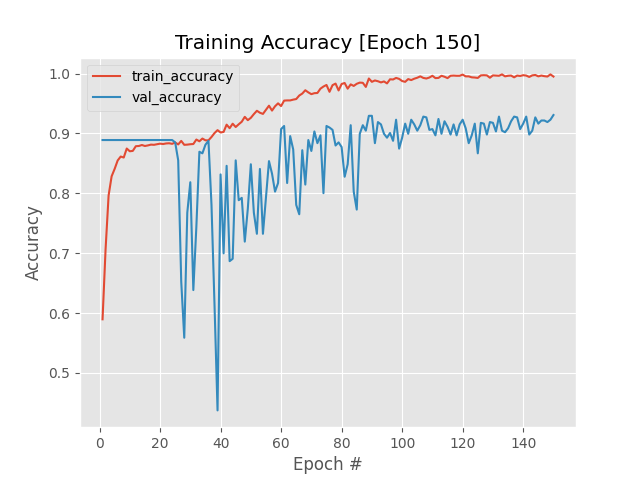 Training Accuracy [Epoch 150]
train_accuracy
val_accuracy
1.0
0.9
0.8
0.7
0.6
0.5
Accuracy
0 20 40 60 80 100 120 140
Epoch #